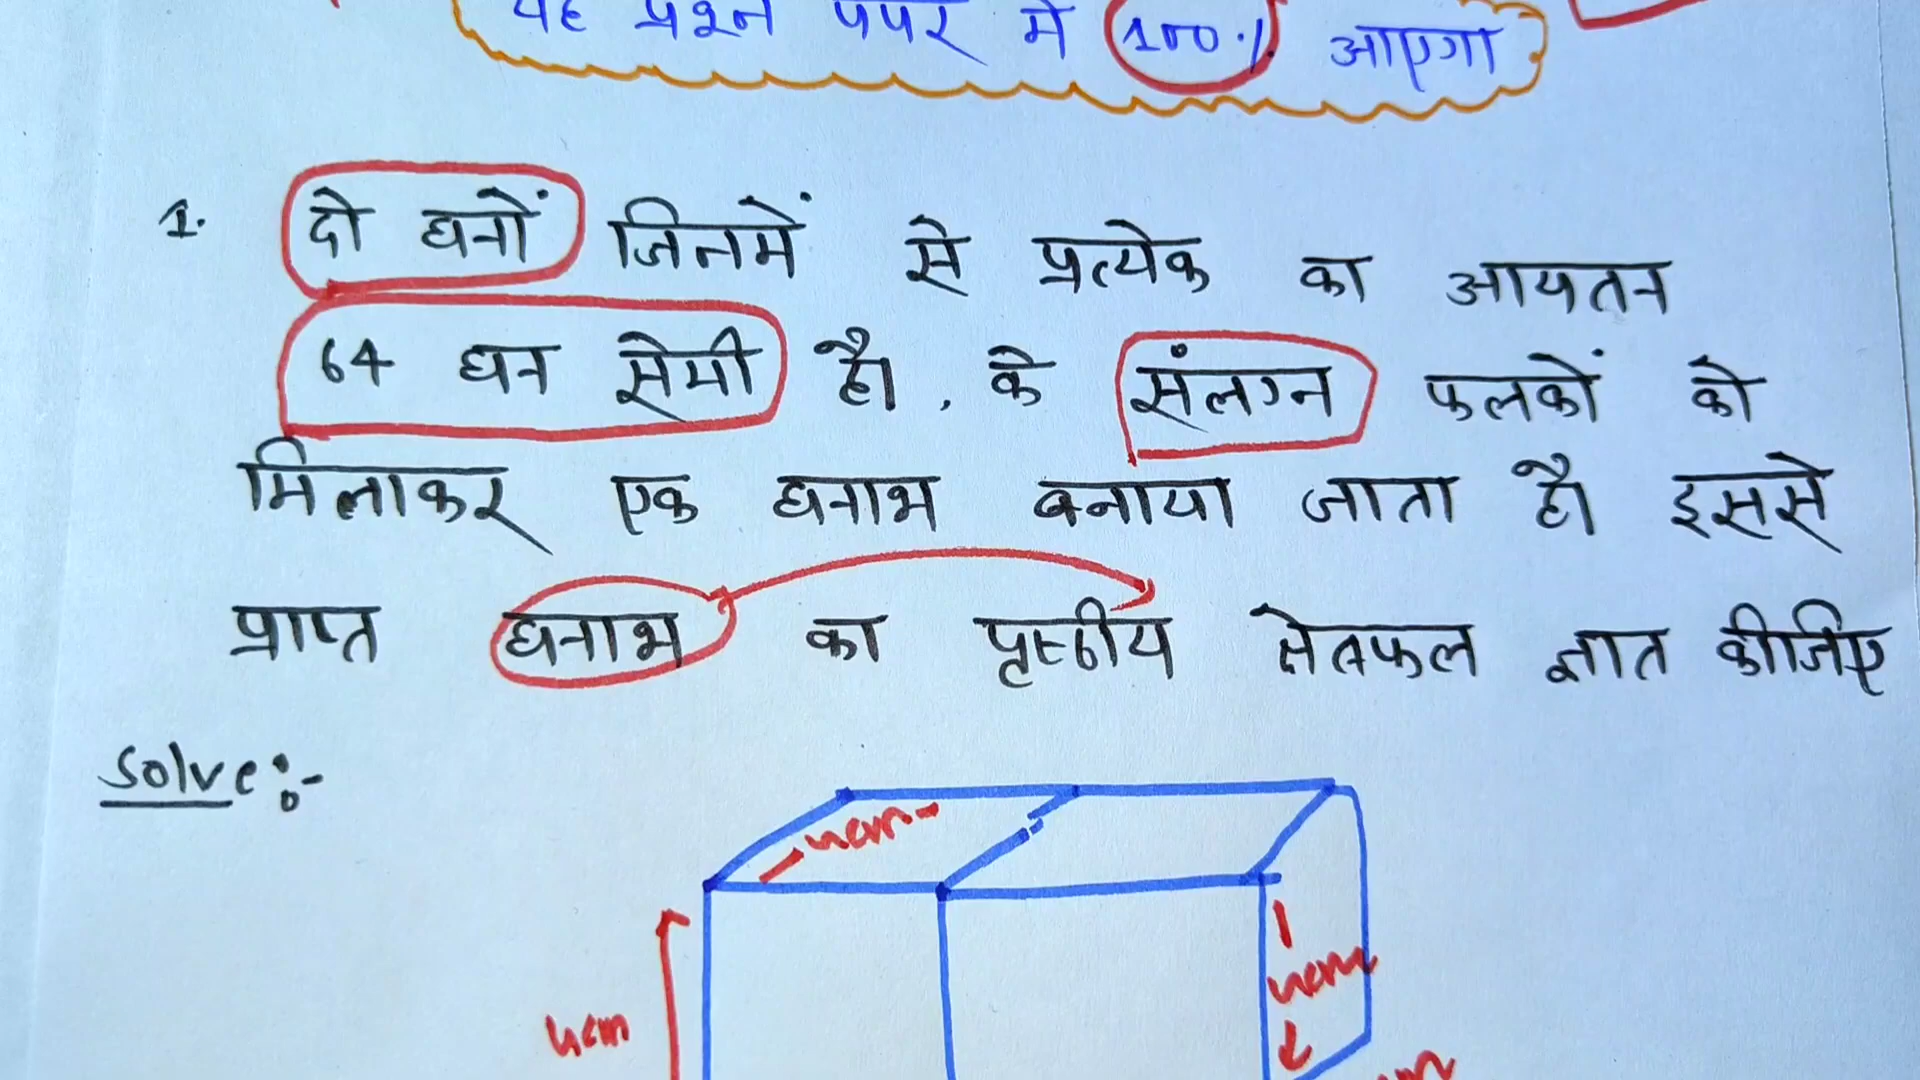 यह प्रश्न पेपर में 100% आएगा
1. दो घनों जिनमें से प्रत्येक का आयतन
64 घन सेमी है। , के संलग्न फलकों को
मिलाकर एक घनाभ बनाया जाता है। इससे
प्राप्त घनाभ का पृष्ठीय क्षेत्रफल ज्ञात कीजिए
Solve:-
4cm
4cm
4cm